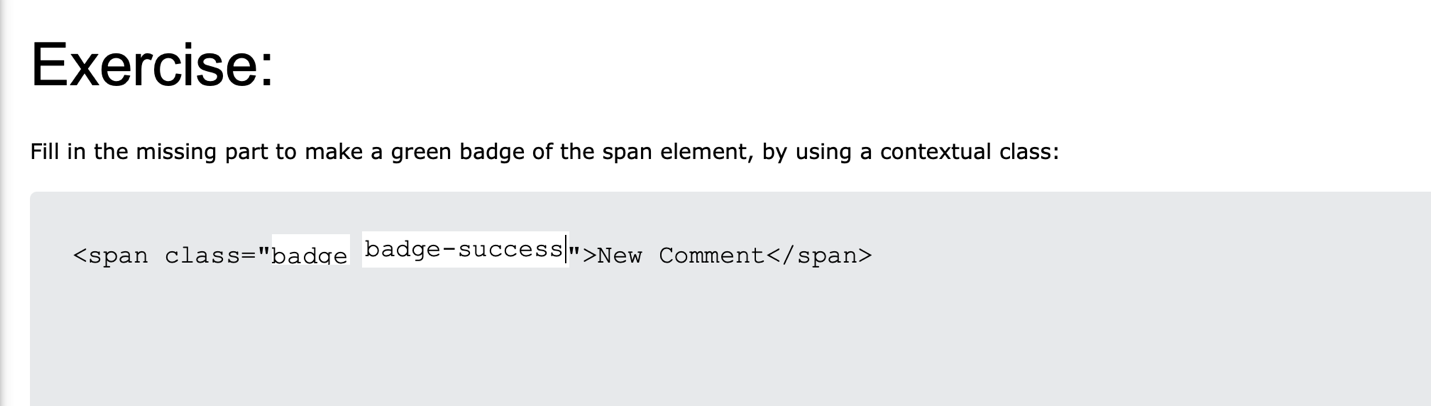 Exercise:
Fill in the missing part to make a green badge of the span element, by using a contextual class:
<span class="badge badge-success">New Comment</span>